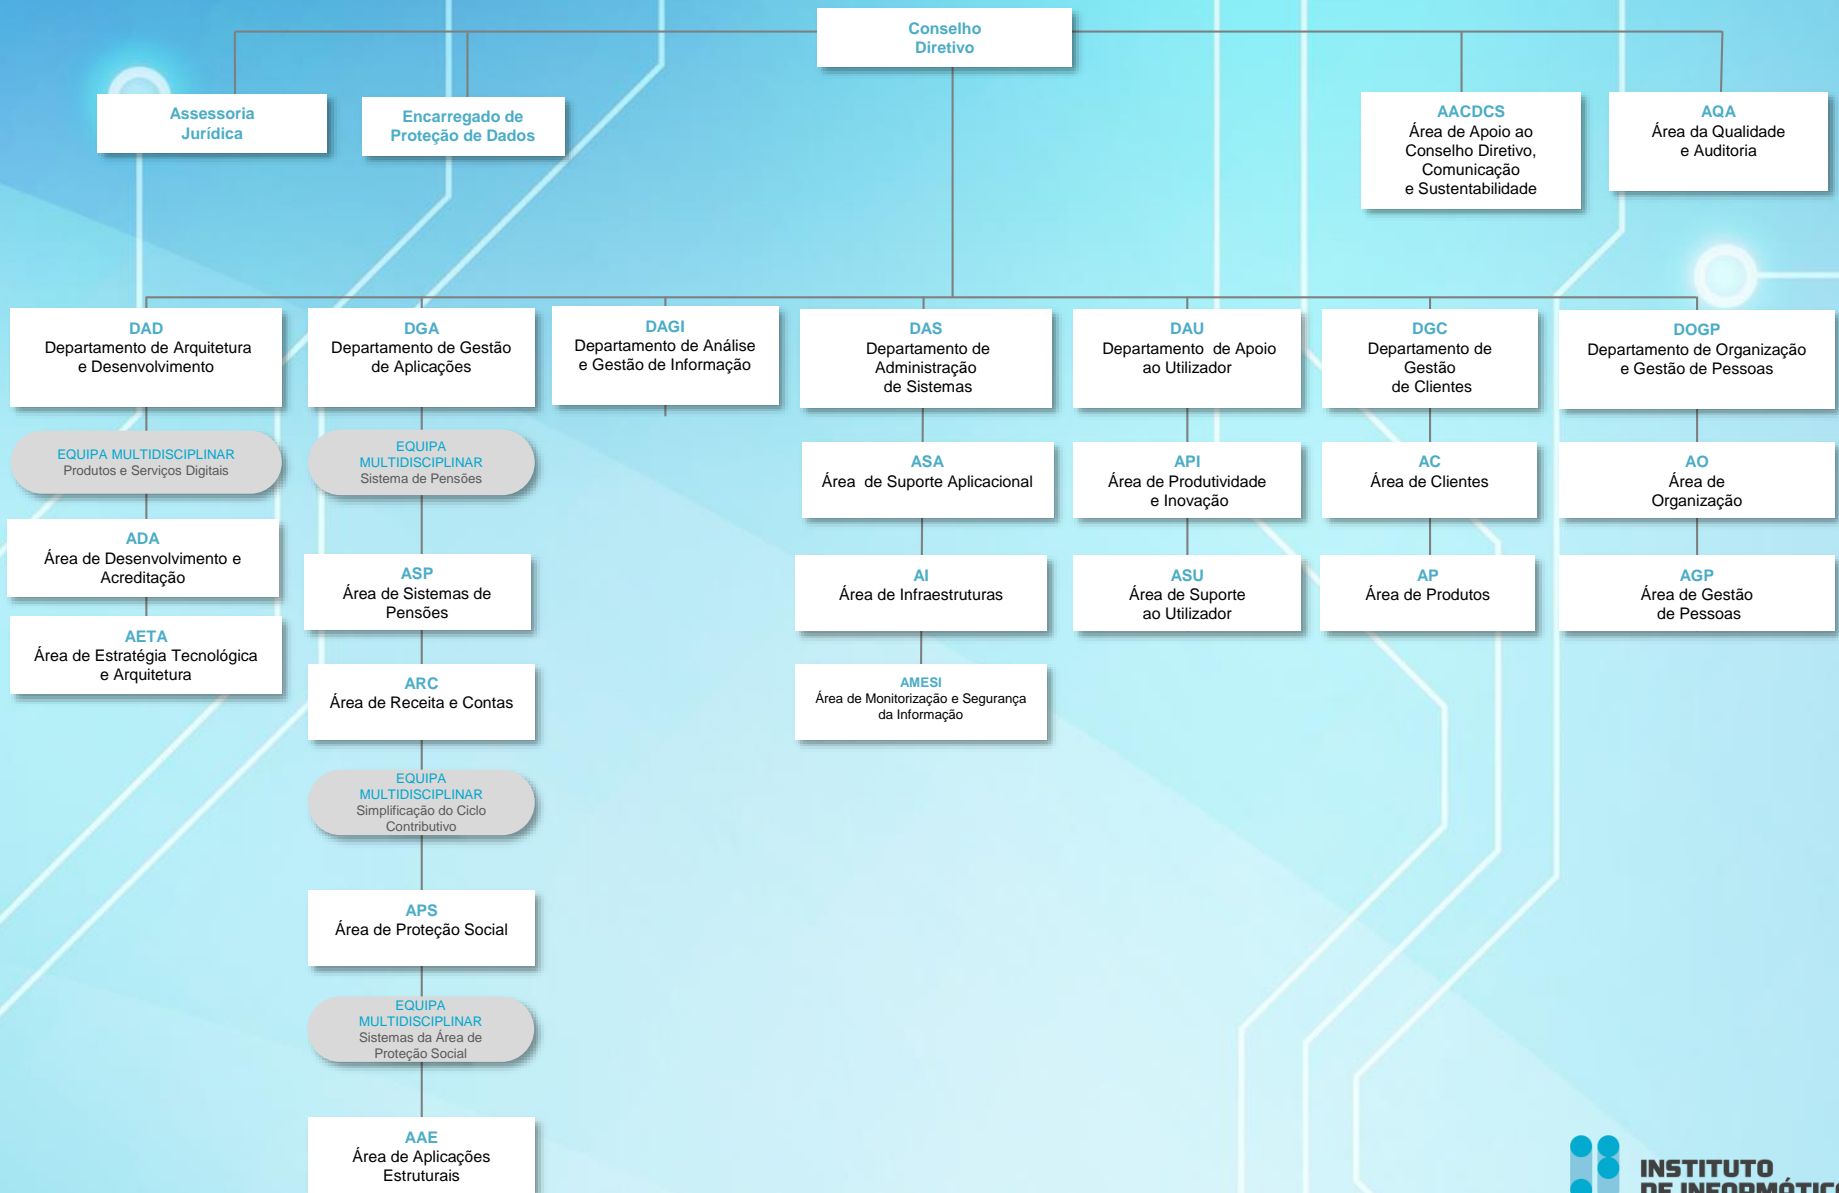 Conselho
Diretivo
Assessoria
Jurídica
Encarregado de
Proteção de Dados
AACDCS
Área de Apoio ao
Conselho Diretivo,
Comunicação
e Sustentabilidade
AQA
Área da Qualidade
e Auditoria
DAD
Departamento de Arquitetura
e Desenvolvimento
DGA
Departamento de Gestão
de Aplicações
DAGI
Departamento de Análise
e Gestão de Informação
DAS
Departamento de
Administração
de Sistemas
DAU
Departamento de Apoio
ao Utilizador
DGC
Departamento de
Gestão
de Clientes
DOGP
Departamento de Organização
e Gestão de Pessoas
EQUIPA MULTIDISCIPLINAR
Produtos e Serviços Digitais
ADA
Área de Desenvolvimento e
Acreditação
AETA
Área de Estratégia Tecnológica
e Arquitetura
EQUIPA
MULTIDISCIPLINAR
Sistema de Pensões
ASP
Área de Sistemas de
Pensões
ARC
Área de Receita e Contas
EQUIPA
MULTIDISCIPLINAR
Simplificação do Ciclo
Contributivo
APS
Área de Proteção Social
EQUIPA
MULTIDISCIPLINAR
Sistemas da Área de
Proteção Social
AAE
Área de Aplicações
Estruturais
ASA
Área de Suporte Aplicacional
AI
Área de Infraestruturas
AMESI
Área de Monitorização e Segurança
da Informação
API
Área de Produtividade
e Inovação
ASU
Área de Suporte
ao Utilizador
AC
Área de Clientes
AP
Área de Produtos
AO
Área de
Organização
AGP
Área de Gestão
de Pessoas
INSTITUTO
DE INFORMÁTICA